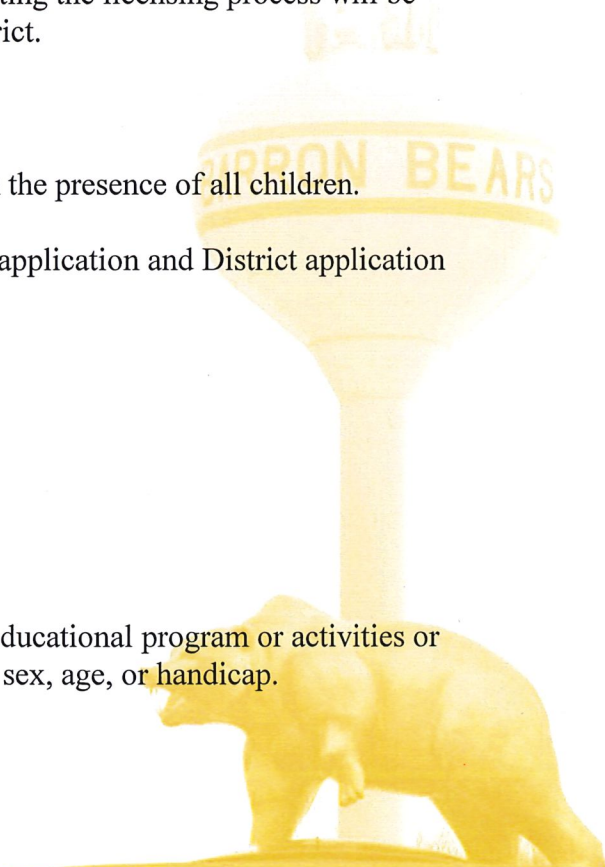 ting the licensing process will be
rict.
BARRON BEARS
the presence of all children.
application and District application
ducational program or activities or
sex, age, or handicap.